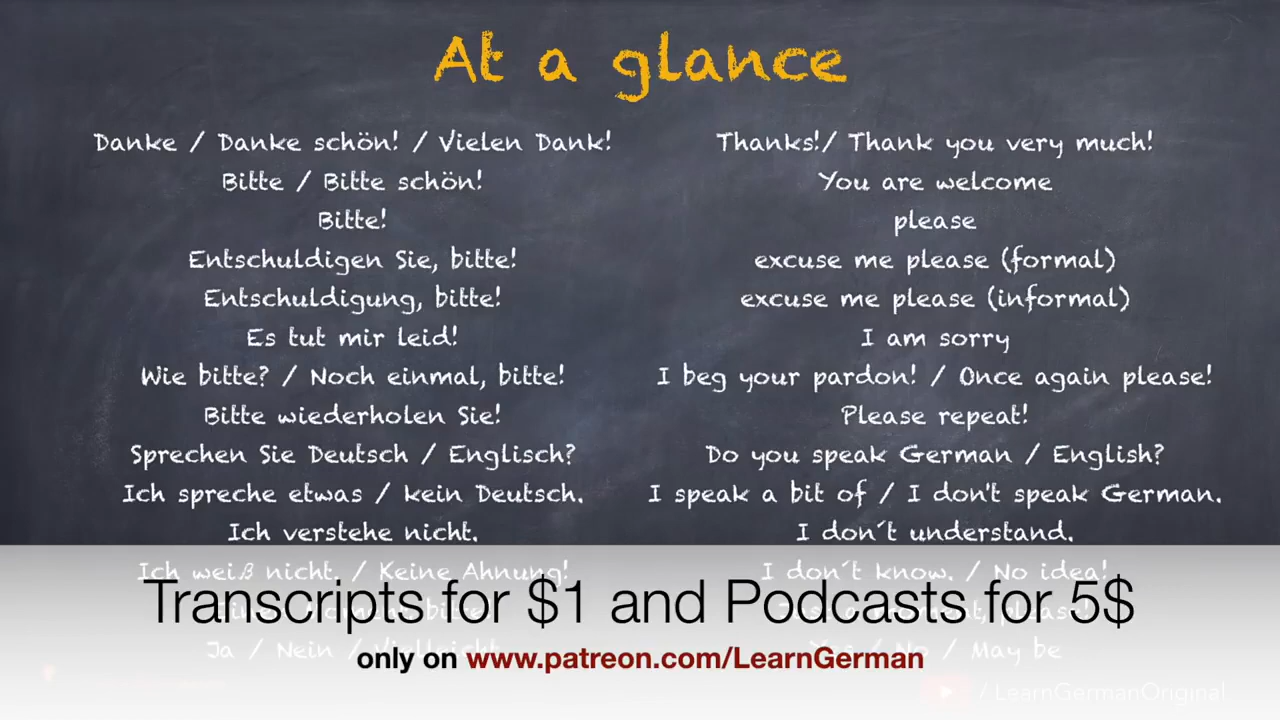 At a glance
Danke / Danke schön! / Vielen Dank! Thanks!/ Thank you very much!
Bitte / Bitte schön! You are welcome
Bitte! please
Entschuldigen Sie, bitte! excuse me please (formal)
Entschuldigung, bitte! excuse me please (informal)
Es tut mir leid! I am sorry
Wie bitte? / Noch einmal, bitte! I beg your pardon! / Once again please!
Bitte wiederholen Sie! Please repeat!
Sprechen Sie Deutsch / Englisch? Do you speak German / English?
Ich spreche etwas / kein Deutsch. I speak a bit of / I don't speak German.
Ich verstehe nicht. I don´t understand.
Ich weiß nicht. / Keine Ahnung! I don´t know. / No idea!
Transcripts for $1 and Podcasts for 5$
Ja / Nein / Vielleicht Yes / No / May be
only on www.patreon.com/LearnGerman
/ LearnGermanOriginal